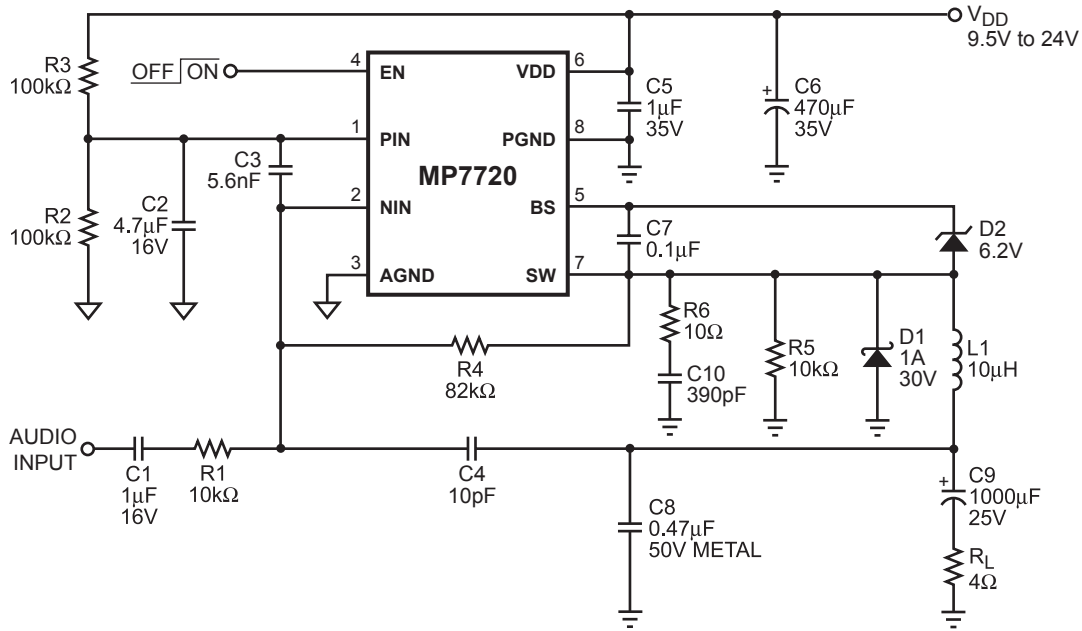 VDD
9.5V to 24V
R3
100kΩ
OFF ON
4
EN
VDD
6
C5
1µF
35V
+
C6
470µF
35V
1
PIN
PGND
8
C3
5.6nF
MP7720
R2
100kΩ
C2
4.7µF
16V
2
NIN
BS
5
C7
0.1µF
D2
6.2V
3
AGND
SW
7
R6
10Ω
R4
82kΩ
C10
390pF
R5
10kΩ
D1
1A
30V
L1
10µH
AUDIO
INPUT
C1
1µF
16V
R1
10kΩ
C4
10pF
C8
0.47µF
50V METAL
+
C9
1000µF
25V
RL
4Ω